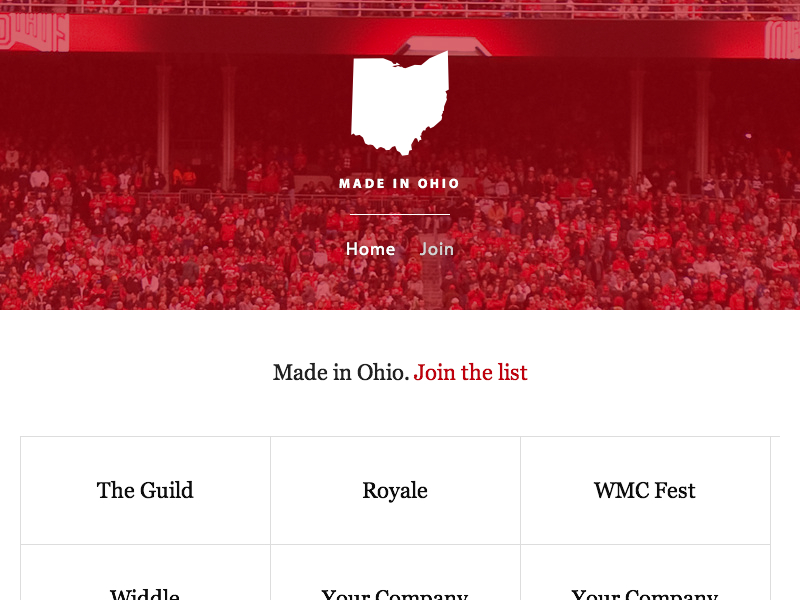 MADE IN OHIO
Home Join
Made in Ohio. Join the list
The Guild Royale WMC Fest
Widdle Your Company Your Company